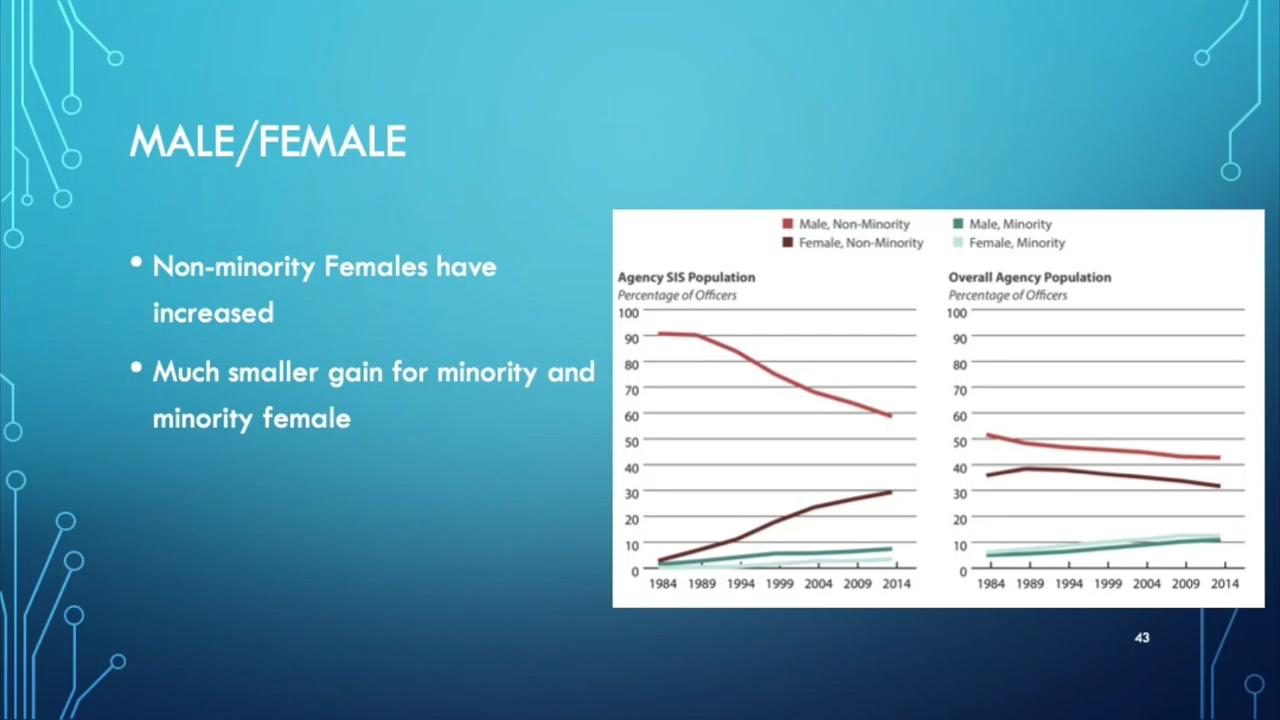 MALE/FEMALE
• Non-minority Females have
increased
• Much smaller gain for minority and
minority female
Male, Non-Minority
Male, Minority
Female, Non-Minority
Female, Minority
Agency SIS Population
Percentage of Officers
100
90
80
70
60
50
40
30
20
10
0
1984 1989 1994 1999 2004 2009 2014
Overall Agency Population
Percentage of Officers
100
90
80
70
60
50
40
30
20
10
0
1984 1989 1994 1999 2004 2009 2014
43